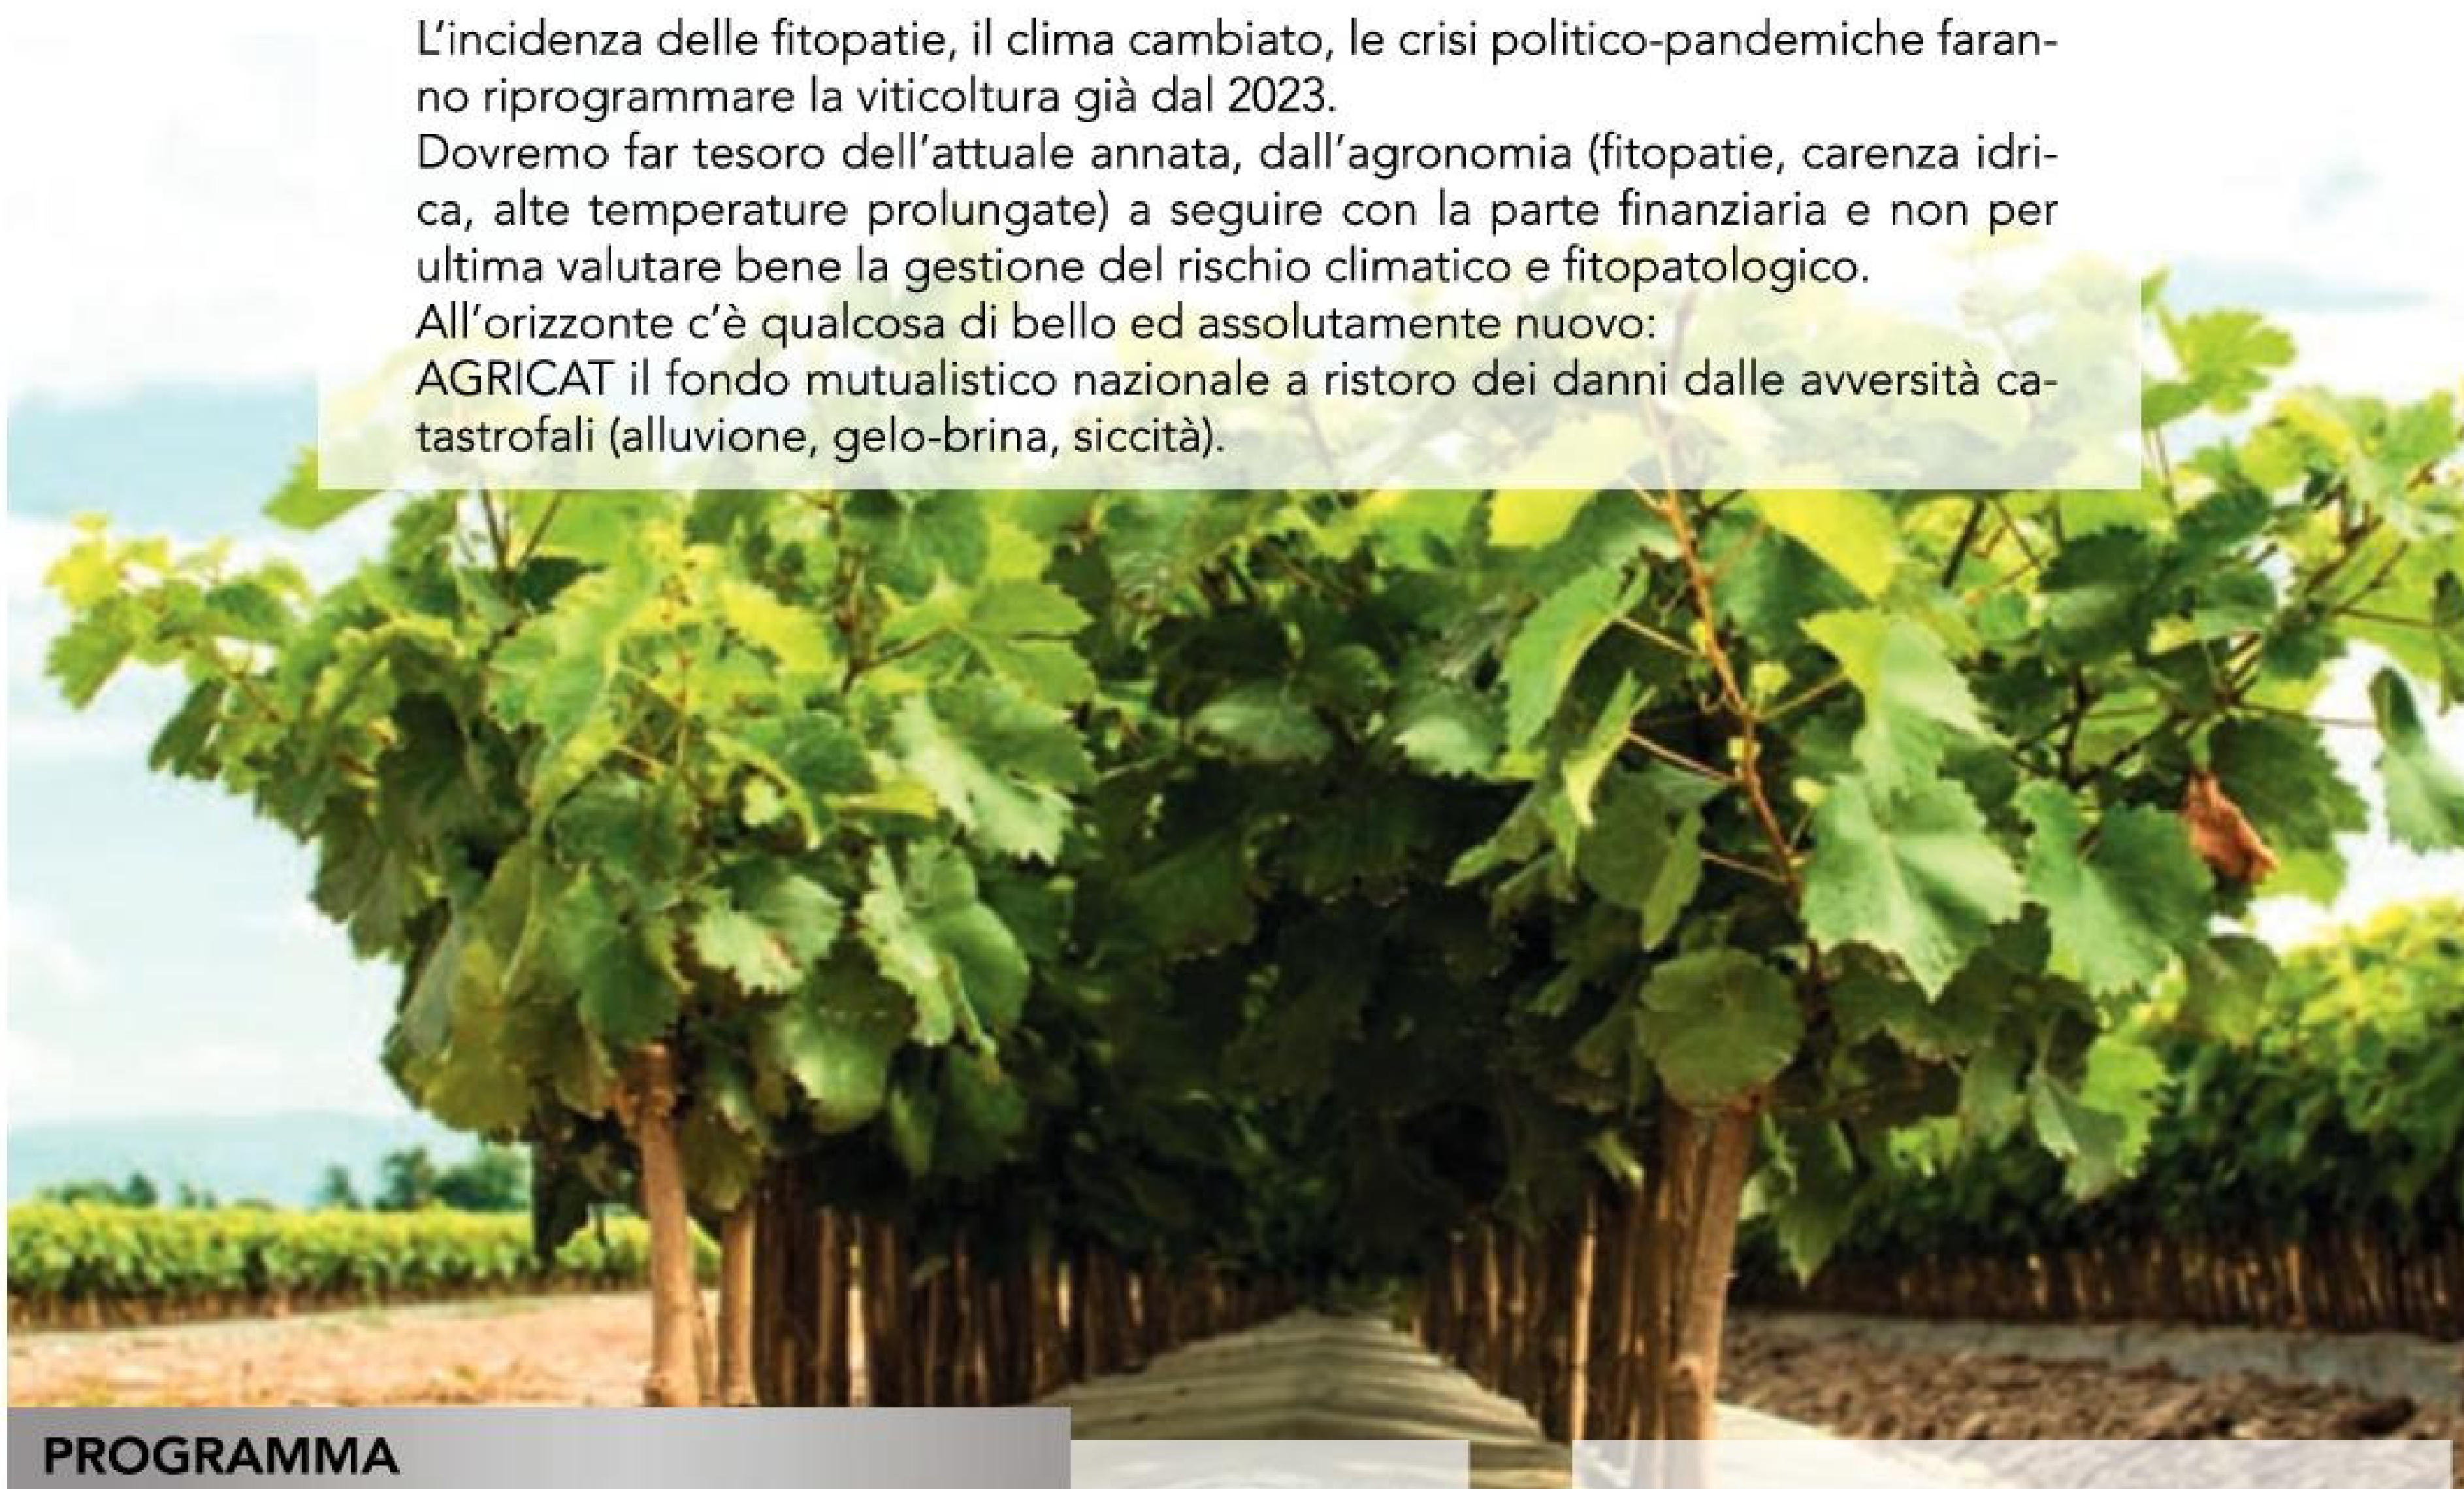 L'incidenza delle fitopatie, il clima cambiato, le crisi politico-pandemiche faran-
no riprogrammare la viticoltura già dal 2023.
Dovremo far tesoro dell'attuale annata, dall'agronomia (fitopatie, carenza idri-
ca, alte temperature prolungate) a seguire con la parte finanziaria e non per
ultima valutare bene la gestione del rischio climatico e fitopatologico.
All'orizzonte c'è qualcosa di bello ed assolutamente nuovo:
AGRICAT il fondo mutualistico nazionale a ristoro dei danni dalle avversità ca-
tastrofali (alluvione, gelo-brina, siccità).
PROGRAMMA